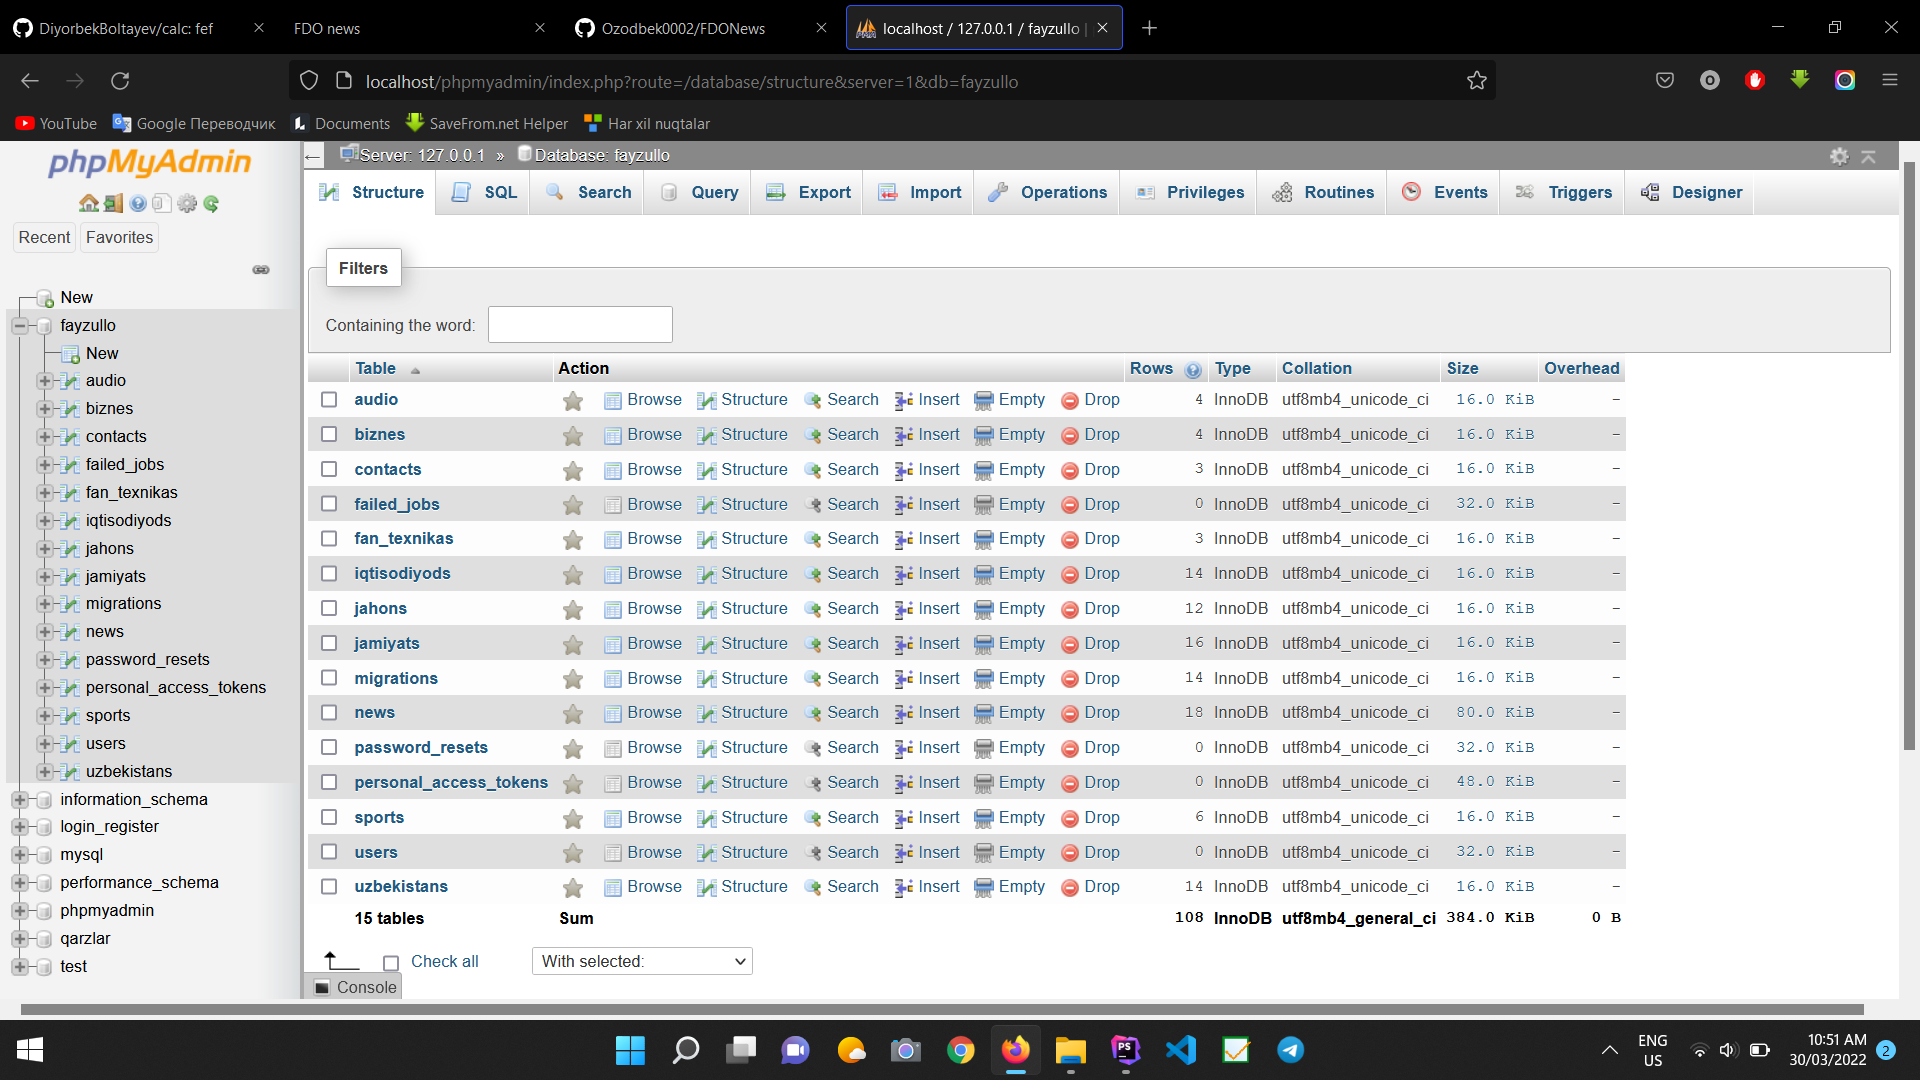 DiyorbekBoltayev/calc: fef
FDO news
Ozodbek0002/FDONews
localhost / 127.0.0.1 / fayzullo |
localhost/phpmyadmin/index.php?route=/database/structure&server=1&db=fayzullo
YouTube
Google Переводчик
Documents
SaveFrom.net Helper
Har xil nuqtalar
phpMyAdmin
Recent Favorites
New
fayzullo
New
audio
biznes
contacts
failed_jobs
fan_texnikas
iqtisodiyods
jahons
jamiyats
migrations
news
password_resets
personal_access_tokens
sports
users
uzbekistans
information_schema
login_register
mysql
performance_schema
phpmyadmin
qarzlar
test
Server: 127.0.0.1 » Database: fayzullo
Structure SQL Search Query Export Import Operations Privileges Routines Events Triggers Designer
Filters
Containing the word:
Table Action Rows Type Collation Size Overhead
audio Browse Structure Search Insert Empty Drop 4 InnoDB utf8mb4_unicode_ci 16.0 KiB -
biznes Browse Structure Search Insert Empty Drop 4 InnoDB utf8mb4_unicode_ci 16.0 KiB -
contacts Browse Structure Search Insert Empty Drop 3 InnoDB utf8mb4_unicode_ci 16.0 KiB -
failed_jobs Browse Structure Search Insert Empty Drop 0 InnoDB utf8mb4_unicode_ci 32.0 KiB -
fan_texnikas Browse Structure Search Insert Empty Drop 3 InnoDB utf8mb4_unicode_ci 16.0 KiB -
iqtisodiyods Browse Structure Search Insert Empty Drop 14 InnoDB utf8mb4_unicode_ci 16.0 KiB -
jahons Browse Structure Search Insert Empty Drop 12 InnoDB utf8mb4_unicode_ci 16.0 KiB -
jamiyats Browse Structure Search Insert Empty Drop 16 InnoDB utf8mb4_unicode_ci 16.0 KiB -
migrations Browse Structure Search Insert Empty Drop 14 InnoDB utf8mb4_unicode_ci 16.0 KiB -
news Browse Structure Search Insert Empty Drop 18 InnoDB utf8mb4_unicode_ci 80.0 KiB -
password_resets Browse Structure Search Insert Empty Drop 0 InnoDB utf8mb4_unicode_ci 32.0 KiB -
personal_access_tokens Browse Structure Search Insert Empty Drop 0 InnoDB utf8mb4_unicode_ci 48.0 KiB -
sports Browse Structure Search Insert Empty Drop 6 InnoDB utf8mb4_unicode_ci 16.0 KiB -
users Browse Structure Search Insert Empty Drop 0 InnoDB utf8mb4_unicode_ci 32.0 KiB -
uzbekistans Browse Structure Search Insert Empty Drop 14 InnoDB utf8mb4_unicode_ci 16.0 KiB -
15 tables Sum 108 InnoDB utf8mb4_general_ci 384.0 KiB 0 B
Check all With selected:
Console
ENG
US
10:51 AM
30/03/2022
2